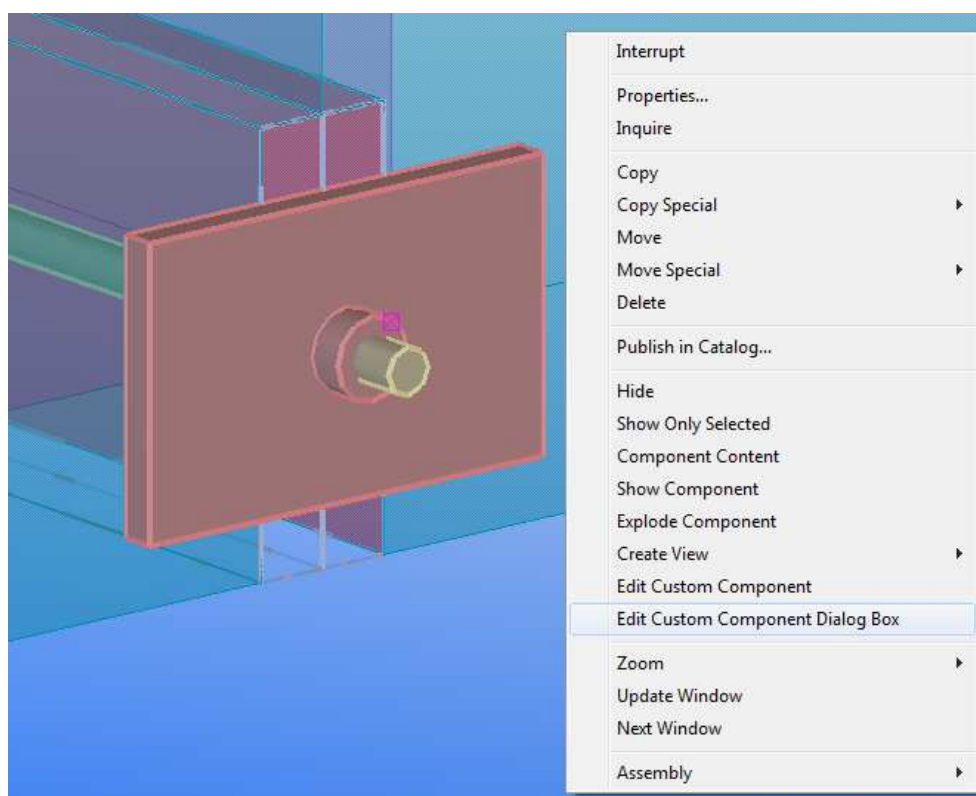 Interrupt
Properties...
Inquire
Copy
Copy Special
Move
Move Special
Delete
Publish in Catalog...
Hide
Show Only Selected
Component Content
Show Component
Explode Component
Create View
Edit Custom Component
Edit Custom Component Dialog Box
Zoom
Update Window
Next Window
Assembly